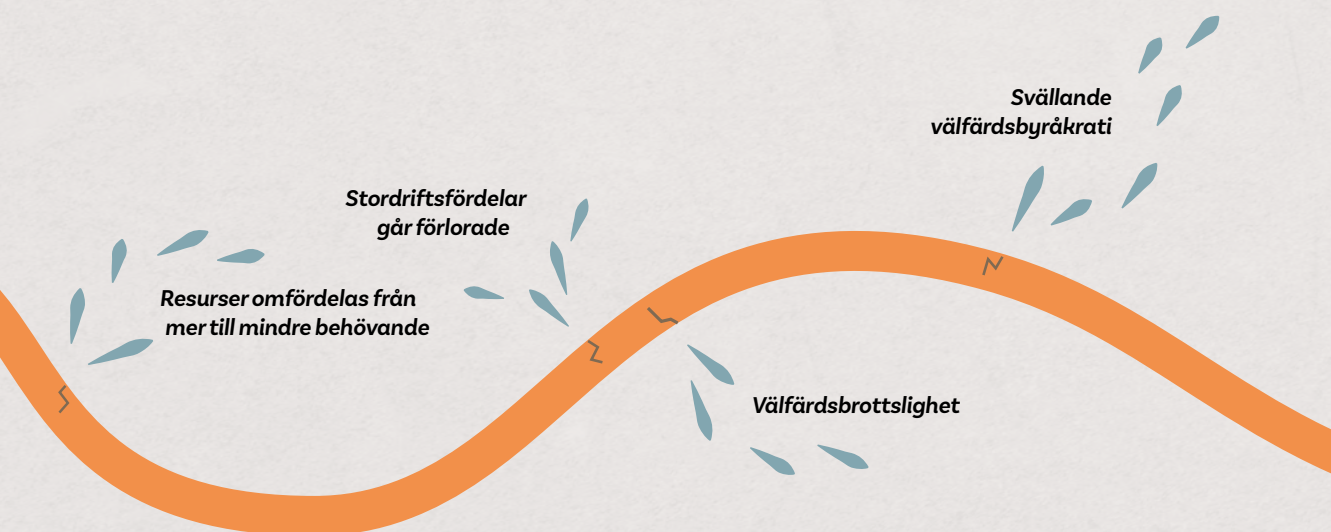 Svällande
välfärdsbyråkrati
Stordriftsfördelar
går förlorade
Resurser omfördelas från
mer till mindre behövande
Välfärdsbrottslighet